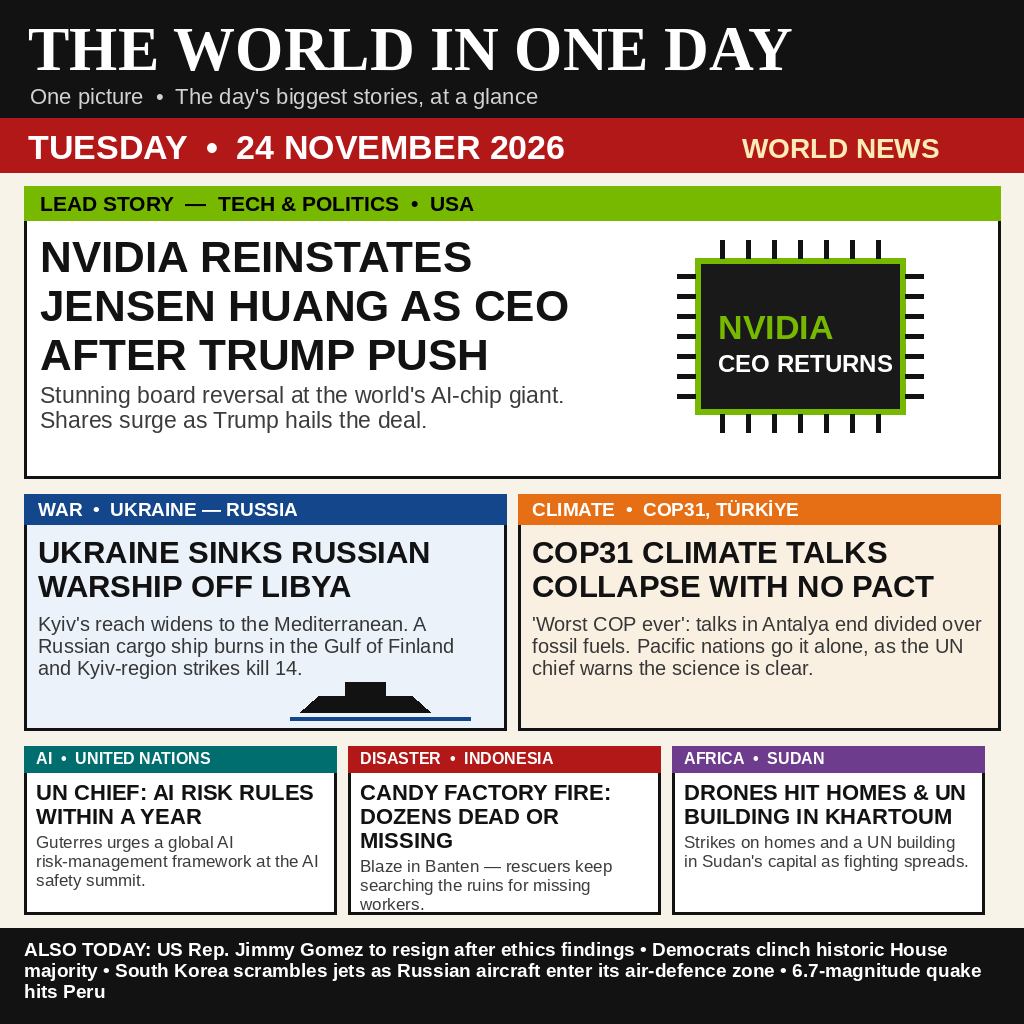 THE WORLD IN ONE DAY
One picture • The day's biggest stories, at a glance
TUESDAY • 24 NOVEMBER 2026
WORLD NEWS
LEAD STORY — TECH & POLITICS • USA
NVIDIA REINSTATES
JENSEN HUANG AS CEO
AFTER TRUMP PUSH
Stunning board reversal at the world's AI-chip giant.
Shares surge as Trump hails the deal.
NVIDIA
CEO RETURNS
WAR • UKRAINE — RUSSIA
UKRAINE SINKS RUSSIAN
WARSHIP OFF LIBYA
Kyiv's reach widens to the Mediterranean. A
Russian cargo ship burns in the Gulf of Finland
and Kyiv-region strikes kill 14.
CLIMATE • COP31, TÜRKİYE
COP31 CLIMATE TALKS
COLLAPSE WITH NO PACT
'Worst COP ever': talks in Antalya end divided over
fossil fuels. Pacific nations go it alone, as the UN
chief warns the science is clear.
AI • UNITED NATIONS
UN CHIEF: AI RISK RULES
WITHIN A YEAR
Guterres urges a global AI
risk-management framework at the AI
safety summit.
DISASTER • INDONESIA
CANDY FACTORY FIRE:
DOZENS DEAD OR
MISSING
Blaze in Banten — rescuers keep
searching the ruins for missing
workers.
AFRICA • SUDAN
DRONES HIT HOMES & UN
BUILDING IN KHARTOUM
Strikes on homes and a UN building
in Sudan's capital as fighting spreads.
ALSO TODAY: US Rep. Jimmy Gomez to resign after ethics findings • Democrats clinch historic House
majority • South Korea scrambles jets as Russian aircraft enter its air-defence zone • 6.7-magnitude quake
hits Peru